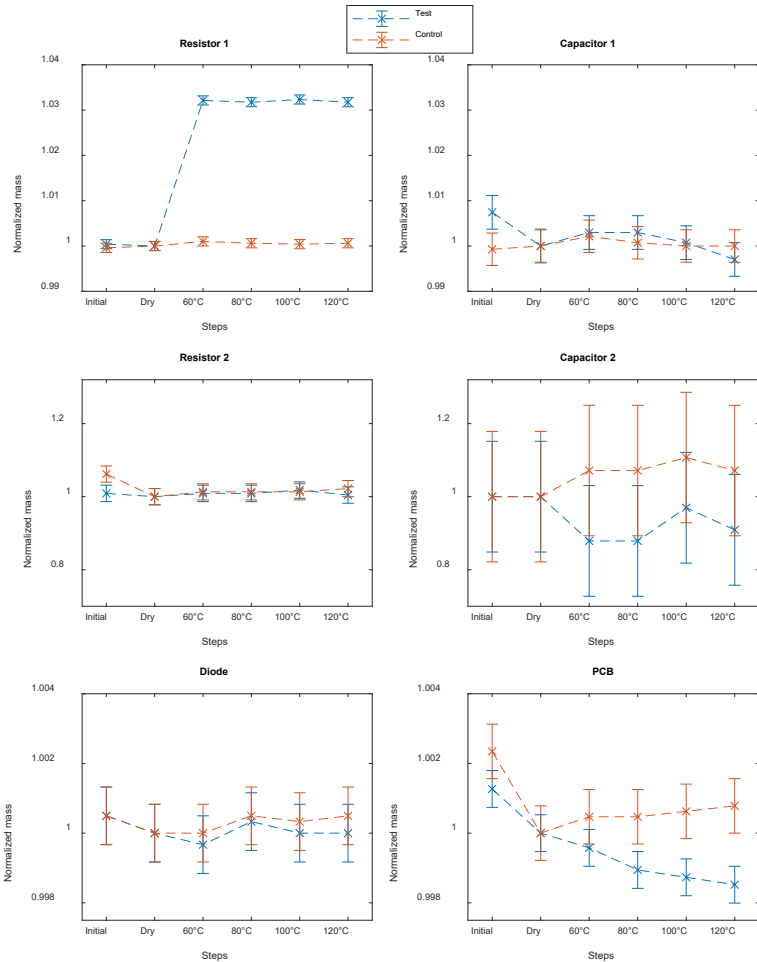 Test
Control
Resistor 1
1.04
1.03
1.02
1.01
1
0.99
Normalized mass
Initial Dry 60°C 80°C 100°C 120°C
Steps
Capacitor 1
1.04
1.03
1.02
1.01
1
0.99
Normalized mass
Initial Dry 60°C 80°C 100°C 120°C
Steps
Resistor 2
1.2
1
0.8
Normalized mass
Initial Dry 60°C 80°C 100°C 120°C
Steps
Capacitor 2
1.2
1
0.8
Normalized mass
Initial Dry 60°C 80°C 100°C 120°C
Steps
Diode
1.004
1.002
1
0.998
Normalized mass
Initial Dry 60°C 80°C 100°C 120°C
Steps
PCB
1.004
1.002
1
0.998
Normalized mass
Initial Dry 60°C 80°C 100°C 120°C
Steps